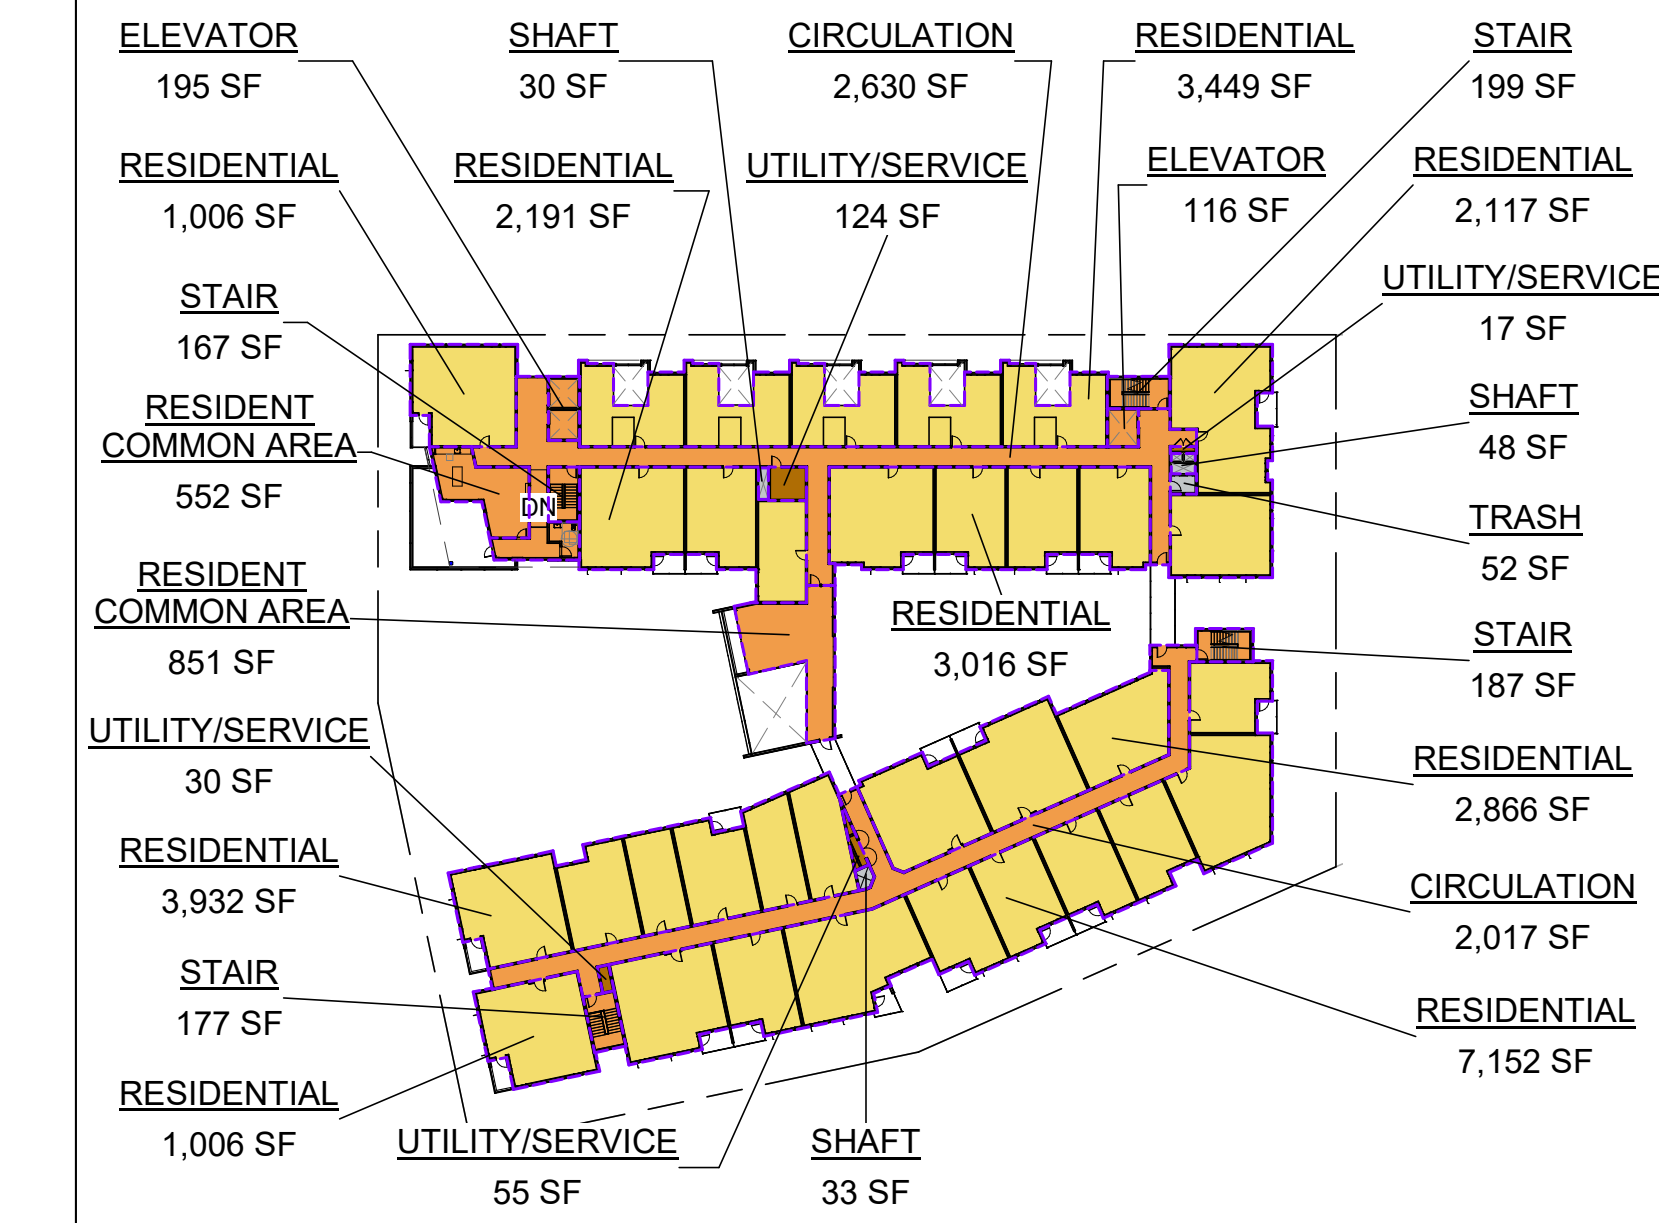 ELEVATOR
195 SF
SHAFT
30 SF
CIRCULATION
2,630 SF
RESIDENTIAL
3,449 SF
STAIR
199 SF
RESIDENTIAL
1,006 SF
RESIDENTIAL
2,191 SF
UTILITY/SERVICE
124 SF
ELEVATOR
116 SF
RESIDENTIAL
2,117 SF
STAIR
167 SF
UTILITY/SERVICE
17 SF
RESIDENT
COMMON AREA
552 SF
SHAFT
48 SF
DN
TRASH
52 SF
RESIDENT
COMMON AREA
851 SF
RESIDENTIAL
3,016 SF
STAIR
187 SF
UTILITY/SERVICE
30 SF
RESIDENTIAL
2,866 SF
RESIDENTIAL
3,932 SF
CIRCULATION
2,017 SF
STAIR
177 SF
RESIDENTIAL
7,152 SF
RESIDENTIAL
1,006 SF
UTILITY/SERVICE
55 SF
SHAFT
33 SF